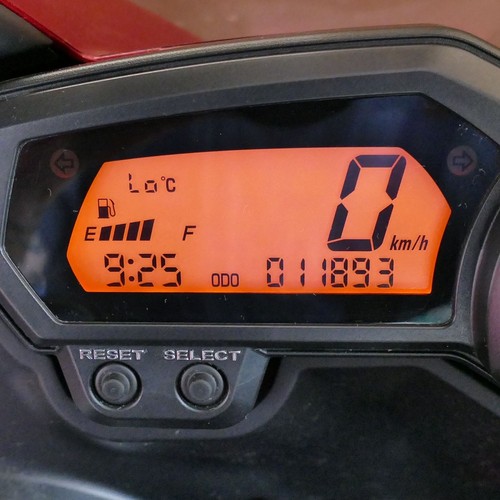 Lo°C
0 km/h
E F
9:25 ODO 011893
RESET SELECT